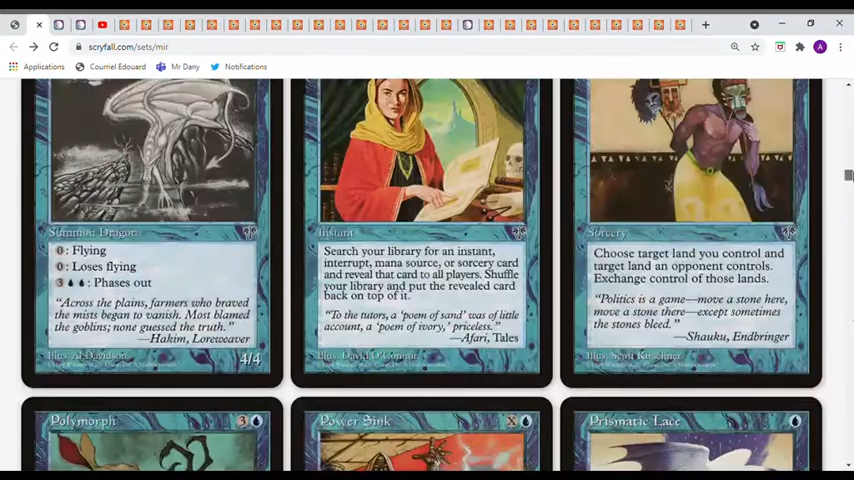 scryfall.com/sets/mir
A
Applications
Courriel Edouard
Mr Dany
Notifications
Summon Dragon
0: Flying
0: Loses flying
3: Phases out
"Across the plains, farmers who braved
the mists began to vanish. Most blamed
the goblins; none guessed the truth."
—Hakim, Loreweaver
Illus. Al Davidson
4/4
Instant
Search your library for an instant,
interrupt, mana source, or sorcery card
and reveal that card to all players. Shuffle
your library and put the revealed card
back on top of it.
"To the tutors, a 'poem of sand' was of little
account, a 'poem of ivory,' priceless."
—Afari, Tales
Illus. David O'Connor
Sorcery
Choose target land you control and
target land an opponent controls.
Exchange control of those lands.
"Politics is a game—move a stone here,
move a stone there—except sometimes
the stones bleed."
—Shauku, Endbringer
Illus. Scott Kirschner
Polymorph
3
Power Sink
X
Prismatic Lace